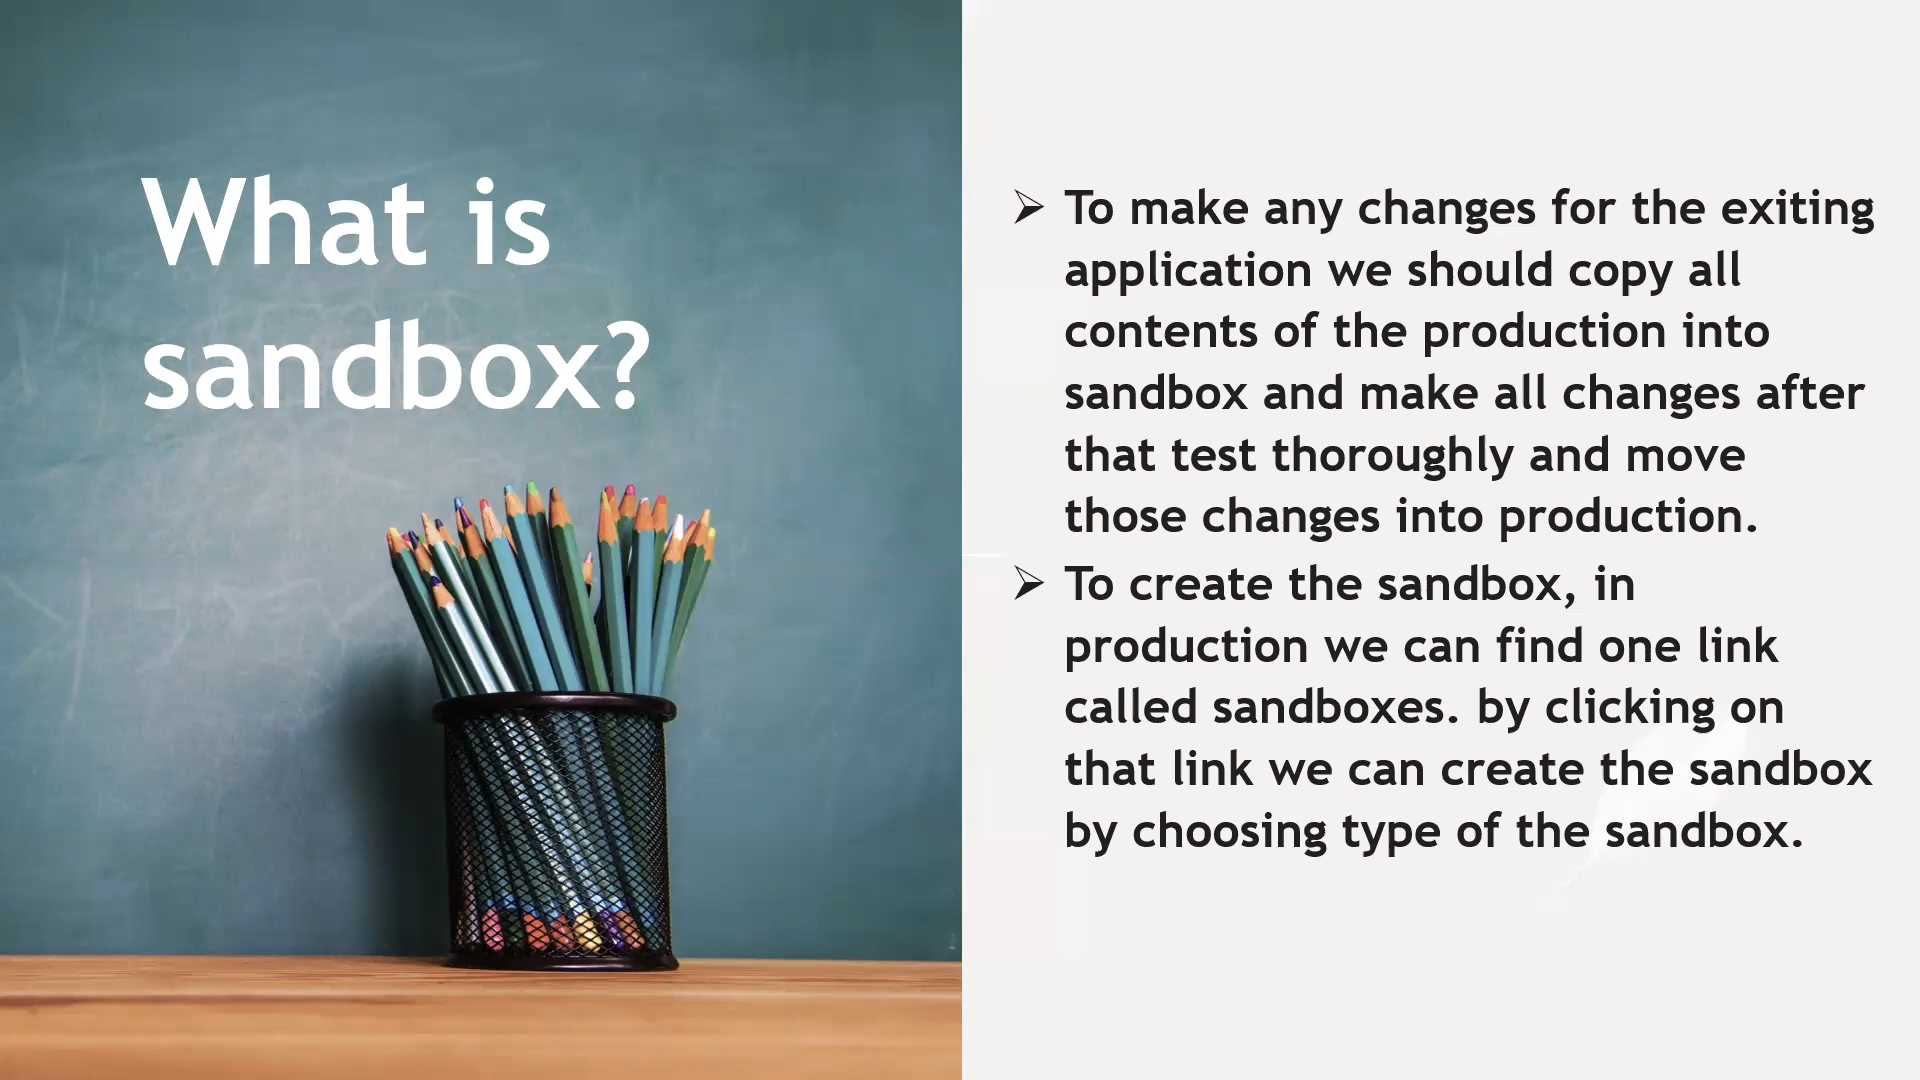 What is
sandbox?
➢ To make any changes for the exiting
application we should copy all
contents of the production into
sandbox and make all changes after
that test thoroughly and move
those changes into production.
➢ To create the sandbox, in
production we can find one link
called sandboxes. by clicking on
that link we can create the sandbox
by choosing type of the sandbox.